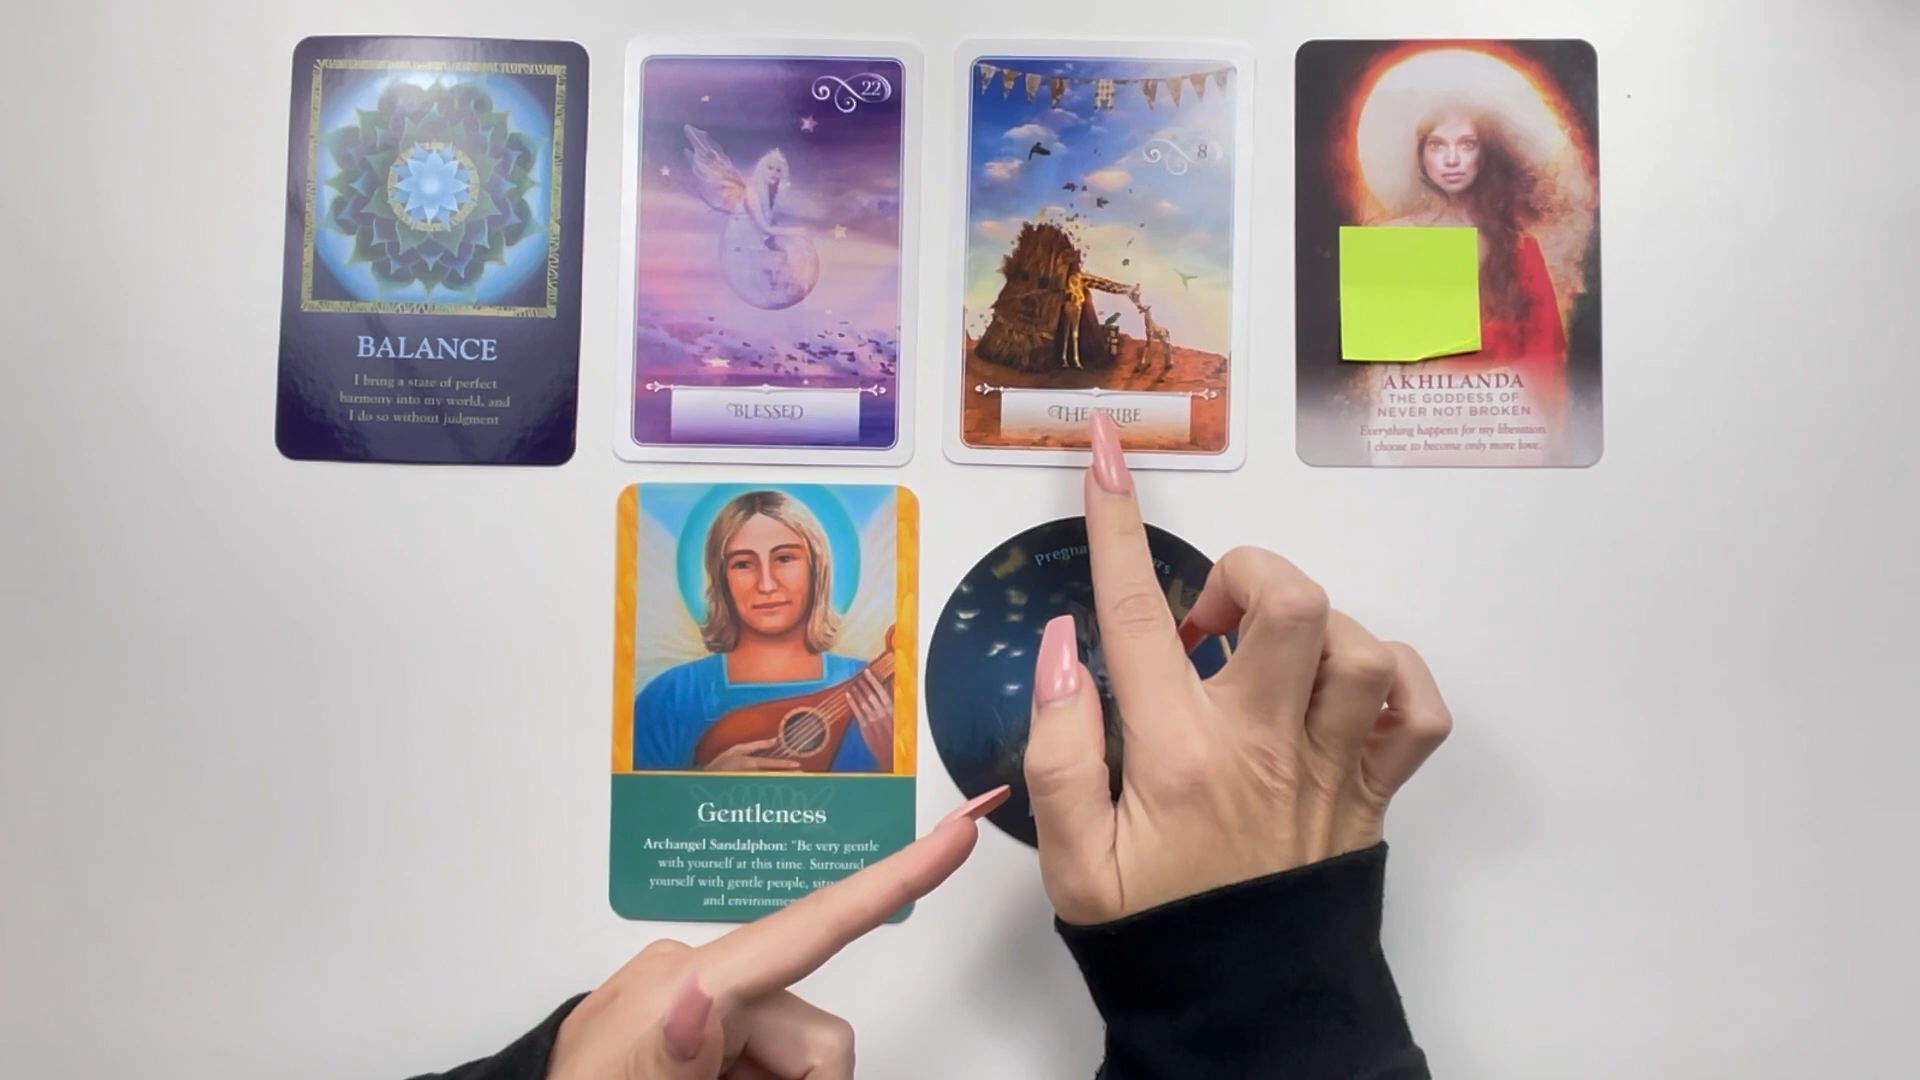 BALANCE
I bring a state of perfect
harmony into my world, and
I do so without judgment
22
BLESSED
8
THE TRIBE
AKHILANDA
THE GODDESS OF
NEVER NOT BROKEN
Everything happens for my liberation.
I choose to become only more love.
Gentleness
Archangel Sandalphon: "Be very gentle
with yourself at this time. Surround
yourself with gentle people,
and